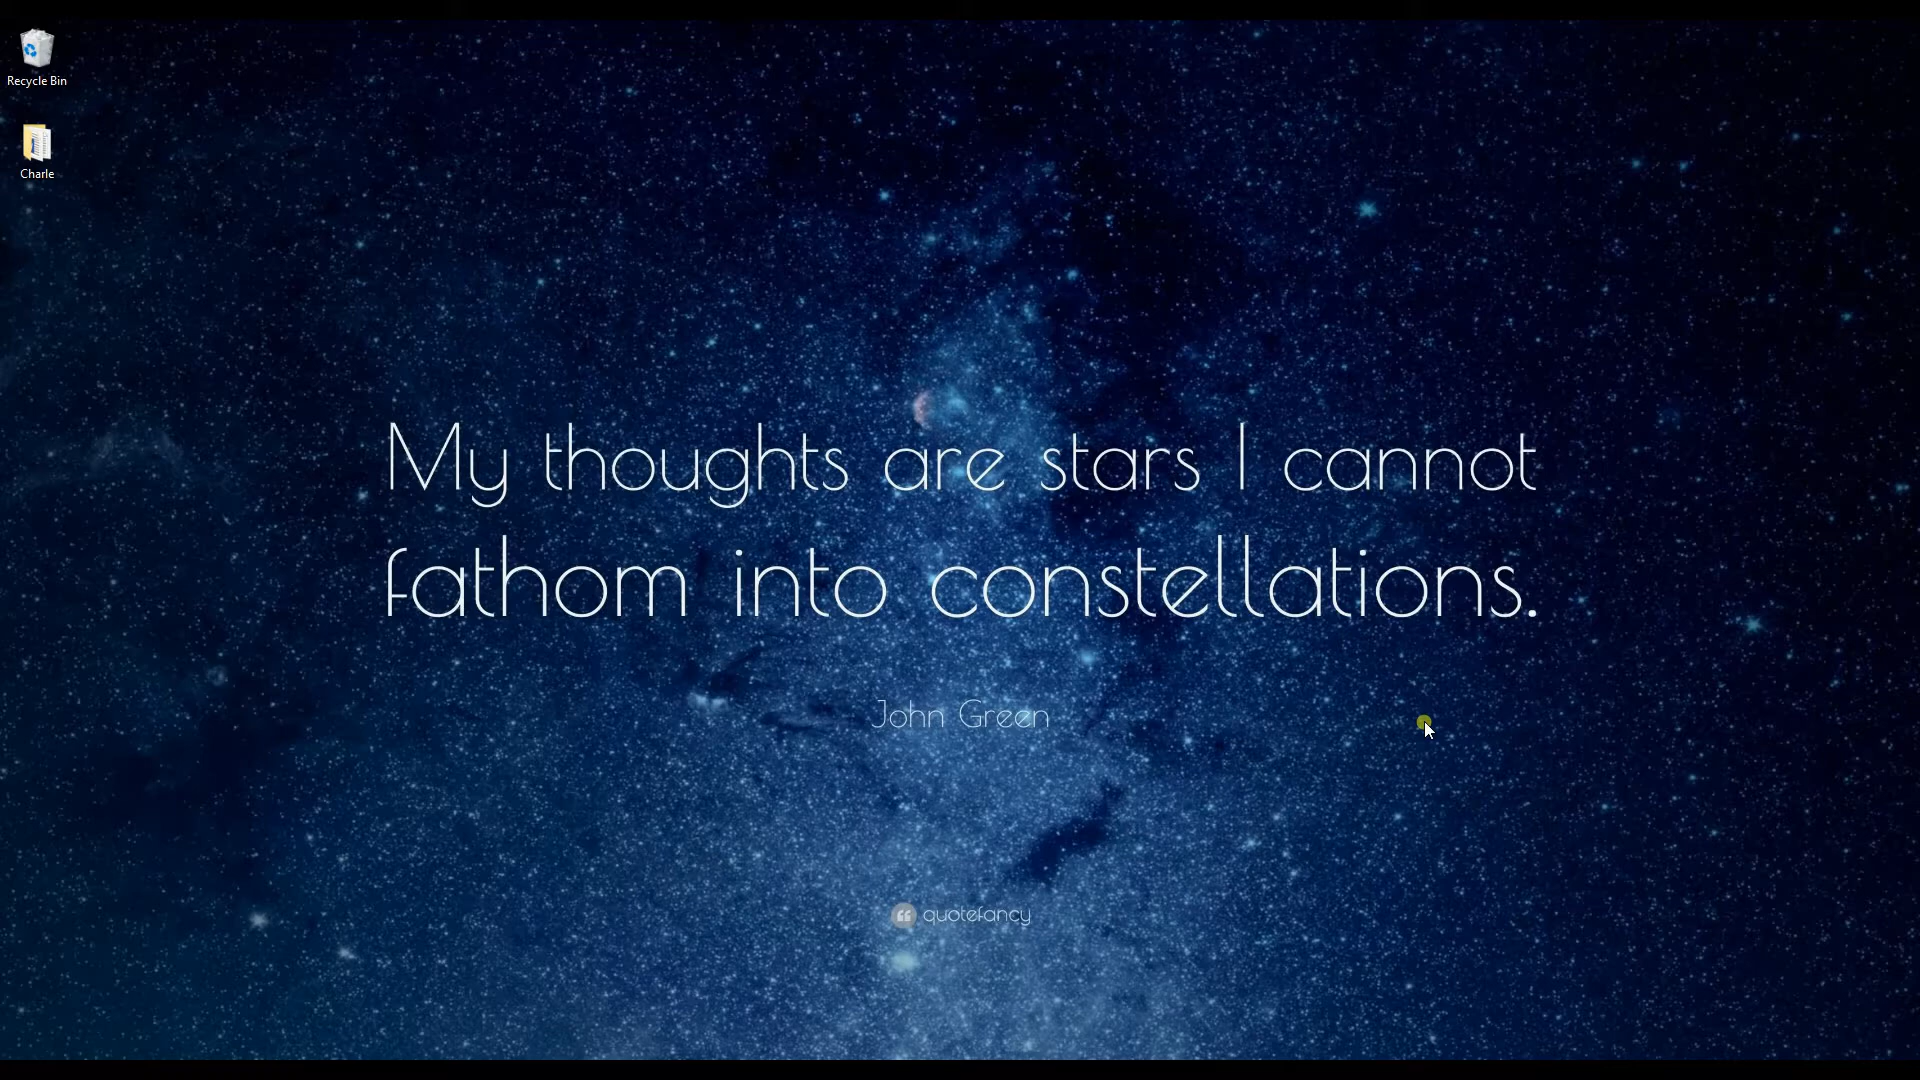 Recycle Bin
Charle
My thoughts are stars I cannot
fathom into constellations.
John Green
quotefancy